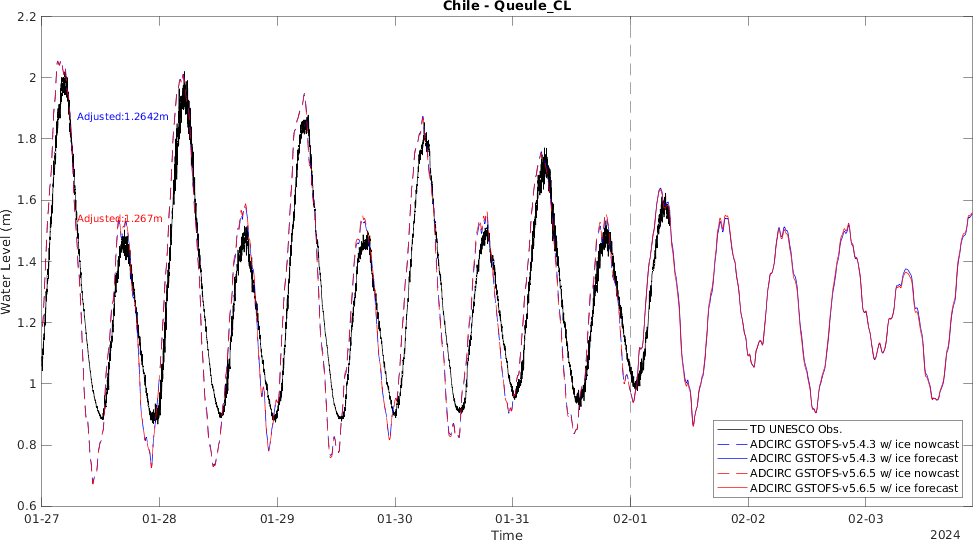 Chile - Queule_CL
2.2
2
1.8
1.6
1.4
1.2
1
0.8
0.6
Water Level (m)
Adjusted:1.2642m
Adjusted:1.267m
TD UNESCO Obs.
ADCIRC GSTOFS-v5.4.3 w/ ice nowcast
ADCIRC GSTOFS-v5.4.3 w/ ice forecast
ADCIRC GSTOFS-v5.6.5 w/ ice nowcast
ADCIRC GSTOFS-v5.6.5 w/ ice forecast
01-27 01-28 01-29 01-30 01-31 02-01 02-02 02-03
Time
2024